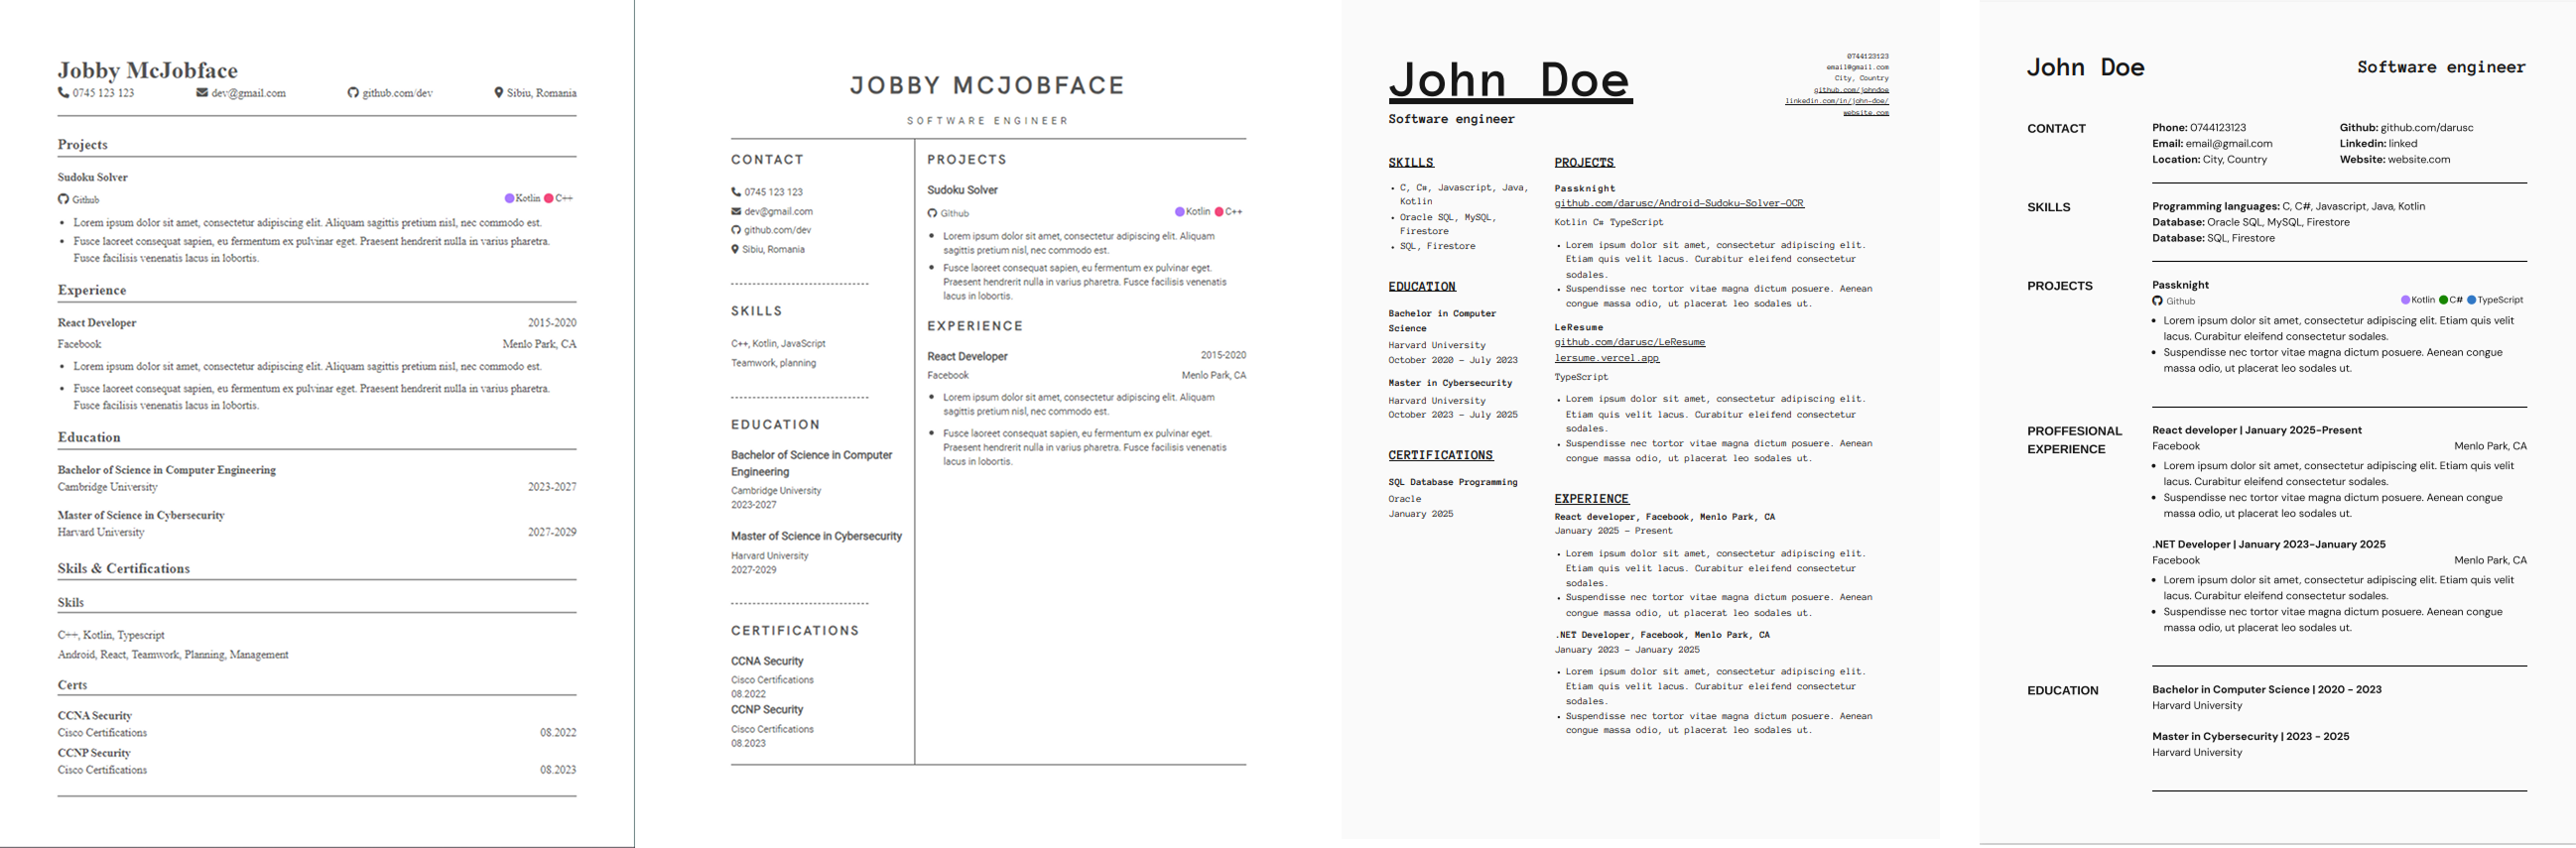 Jobby McJobface
0745 123 123 dev@gmail.com github.com/dev Sibiu, Romania
Projects
Sudoku Solver
Github Kotlin C++
• Lorem ipsum dolor sit amet, consectetur adipiscing elit. Aliquam sagittis pretium nisl, nec commodo est.
• Fusce laoreet consequat sapien, eu fermentum ex pulvinar eget. Praesent hendrerit nulla in varius pharetra.
Fusce facilisis venenatis lacus in lobortis.
Experience
React Developer 2015-2020
Facebook Menlo Park, CA
• Lorem ipsum dolor sit amet, consectetur adipiscing elit. Aliquam sagittis pretium nisl, nec commodo est.
• Fusce laoreet consequat sapien, eu fermentum ex pulvinar eget. Praesent hendrerit nulla in varius pharetra.
Fusce facilisis venenatis lacus in lobortis.
Education
Bachelor of Science in Computer Engineering
Cambridge University 2023-2027
Master of Science in Cybersecurity
Harvard University 2027-2029
Skils & Certifications
Skils
C++, Kotlin, Typescript
Android, React, Teamwork, Planning, Management
Certs
CCNA Security
Cisco Certifications 08.2022
CCNP Security
Cisco Certifications 08.2023
JOBBY MCJOBFACE
SOFTWARE ENGINEER
CONTACT
0745 123 123
dev@gmail.com
github.com/dev
Sibiu, Romania
SKILLS
C++, Kotlin, JavaScript
Teamwork, planning
EDUCATION
Bachelor of Science in Computer
Engineering
Cambridge University
2023-2027
Master of Science in Cybersecurity
Harvard University
2027-2029
CERTIFICATIONS
CCNA Security
Cisco Certifications
08.2022
CCNP Security
Cisco Certifications
08.2023
PROJECTS
Sudoku Solver
Github Kotlin C++
• Lorem ipsum dolor sit amet, consectetur adipiscing elit. Aliquam
sagittis pretium nisl, nec commodo est.
• Fusce laoreet consequat sapien, eu fermentum ex pulvinar eget.
Praesent hendrerit nulla in varius pharetra. Fusce facilisis venenatis
lacus in lobortis.
EXPERIENCE
React Developer 2015-2020
Facebook Menlo Park, CA
• Lorem ipsum dolor sit amet, consectetur adipiscing elit. Aliquam
sagittis pretium nisl, nec commodo est.
• Fusce laoreet consequat sapien, eu fermentum ex pulvinar eget.
Praesent hendrerit nulla in varius pharetra. Fusce facilisis venenatis
lacus in lobortis.
John Doe
Software engineer
0744123123
email@gmail.com
City, Country
github.com/johndoe
linkedin.com/in/john-doe/
website.com
SKILLS
• C, C#, Javascript, Java,
Kotlin
• Oracle SQL, MySQL,
Firestore
• SQL, Firestore
EDUCATION
Bachelor in Computer
Science
Harvard University
October 2020 - July 2023
Master in Cybersecurity
Harvard University
October 2023 - July 2025
CERTIFICATIONS
SQL Database Programming
Oracle
January 2025
PROJECTS
Passknight
github.com/darusc/Android-Sudoku-Solver-OCR
Kotlin C# TypeScript
• Lorem ipsum dolor sit amet, consectetur adipiscing elit.
Etiam quis velit lacus. Curabitur eleifend consectetur
sodales.
• Suspendisse nec tortor vitae magna dictum posuere. Aenean
congue massa odio, ut placerat leo sodales ut.
LeResume
github.com/darusc/LeResume
lersume.vercel.app
TypeScript
• Lorem ipsum dolor sit amet, consectetur adipiscing elit.
Etiam quis velit lacus. Curabitur eleifend consectetur
sodales.
• Suspendisse nec tortor vitae magna dictum posuere. Aenean
congue massa odio, ut placerat leo sodales ut.
EXPERIENCE
React developer, Facebook, Menlo Park, CA
January 2025 - Present
• Lorem ipsum dolor sit amet, consectetur adipiscing elit.
Etiam quis velit lacus. Curabitur eleifend consectetur
sodales.
• Suspendisse nec tortor vitae magna dictum posuere. Aenean
congue massa odio, ut placerat leo sodales ut.
.NET Developer, Facebook, Menlo Park, CA
January 2023 - January 2025
• Lorem ipsum dolor sit amet, consectetur adipiscing elit.
Etiam quis velit lacus. Curabitur eleifend consectetur
sodales.
• Suspendisse nec tortor vitae magna dictum posuere. Aenean
congue massa odio, ut placerat leo sodales ut.
John Doe Software engineer
CONTACT
Phone: 0744123123 Github: github.com/darusc
Email: email@gmail.com Linkedin: linked
Location: City, Country Website: website.com
SKILLS
Programming languages: C, C#, Javascript, Java, Kotlin
Database: Oracle SQL, MySQL, Firestore
Database: SQL, Firestore
PROJECTS
Passknight
Github Kotlin C# TypeScript
• Lorem ipsum dolor sit amet, consectetur adipiscing elit. Etiam quis velit
lacus. Curabitur eleifend consectetur sodales.
• Suspendisse nec tortor vitae magna dictum posuere. Aenean congue
massa odio, ut placerat leo sodales ut.
PROFFESIONAL
EXPERIENCE
React developer | January 2025-Present
Facebook Menlo Park, CA
• Lorem ipsum dolor sit amet, consectetur adipiscing elit. Etiam quis velit
lacus. Curabitur eleifend consectetur sodales.
• Suspendisse nec tortor vitae magna dictum posuere. Aenean congue
massa odio, ut placerat leo sodales ut.
.NET Developer | January 2023-January 2025
Facebook Menlo Park, CA
• Lorem ipsum dolor sit amet, consectetur adipiscing elit. Etiam quis velit
lacus. Curabitur eleifend consectetur sodales.
• Suspendisse nec tortor vitae magna dictum posuere. Aenean congue
massa odio, ut placerat leo sodales ut.
EDUCATION
Bachelor in Computer Science | 2020 - 2023
Harvard University
Master in Cybersecurity | 2023 - 2025
Harvard University